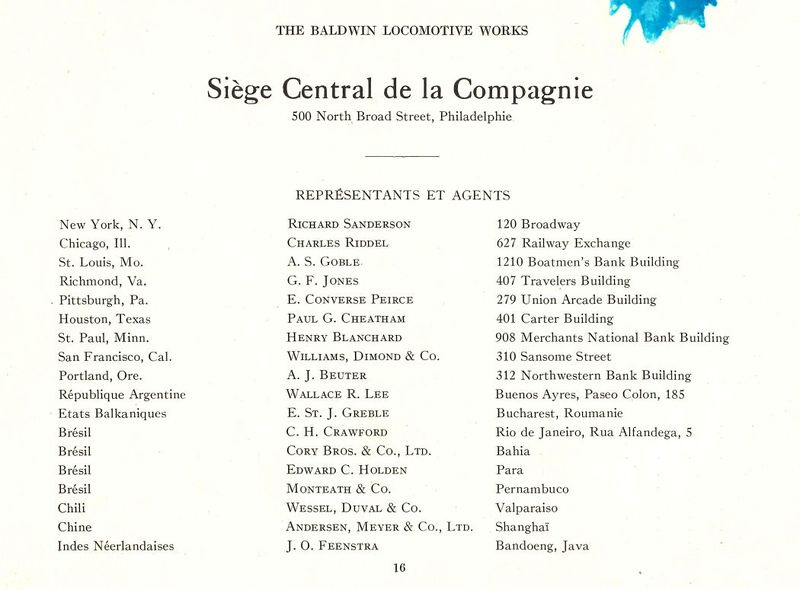 THE BALDWIN LOCOMOTIVE WORKS
Siège Central de la Compagnie
500 North Broad Street, Philadelphie
REPRÉSENTANTS ET AGENTS
New York, N. Y. RICHARD SANDERSON 120 Broadway
Chicago, Ill. CHARLES RIDDEL 627 Railway Exchange
St. Louis, Mo. A. S. GOBLE 1210 Boatmen's Bank Building
Richmond, Va. G. F. JONES 407 Travelers Building
Pittsburgh, Pa. E. CONVERSE PEIRCE 279 Union Arcade Building
Houston, Texas PAUL G. CHEATHAM 401 Carter Building
St. Paul, Minn. HENRY BLANCHARD 908 Merchants National Bank Building
San Francisco, Cal. WILLIAMS, DIMOND & CO. 310 Sansome Street
Portland, Ore. A. J. BEUTER 312 Northwestern Bank Building
République Argentine WALLACE R. LEE Buenos Ayres, Paseo Colon, 185
Etats Balkaniques E. ST. J. GREBLE Bucharest, Roumanie
Brésil C. H. CRAWFORD Rio de Janeiro, Rua Alfandega, 5
Brésil CORY BROS. & CO., LTD. Bahia
Brésil EDWARD C. HOLDEN Para
Brésil MONTEATH & CO. Pernambuco
Chili WESSEL, DUVAL & CO. Valparaiso
Chine ANDERSEN, MEYER & CO., LTD. Shanghaï
Indes Néerlandaises J. O. FEENSTRA Bandoeng, Java
16